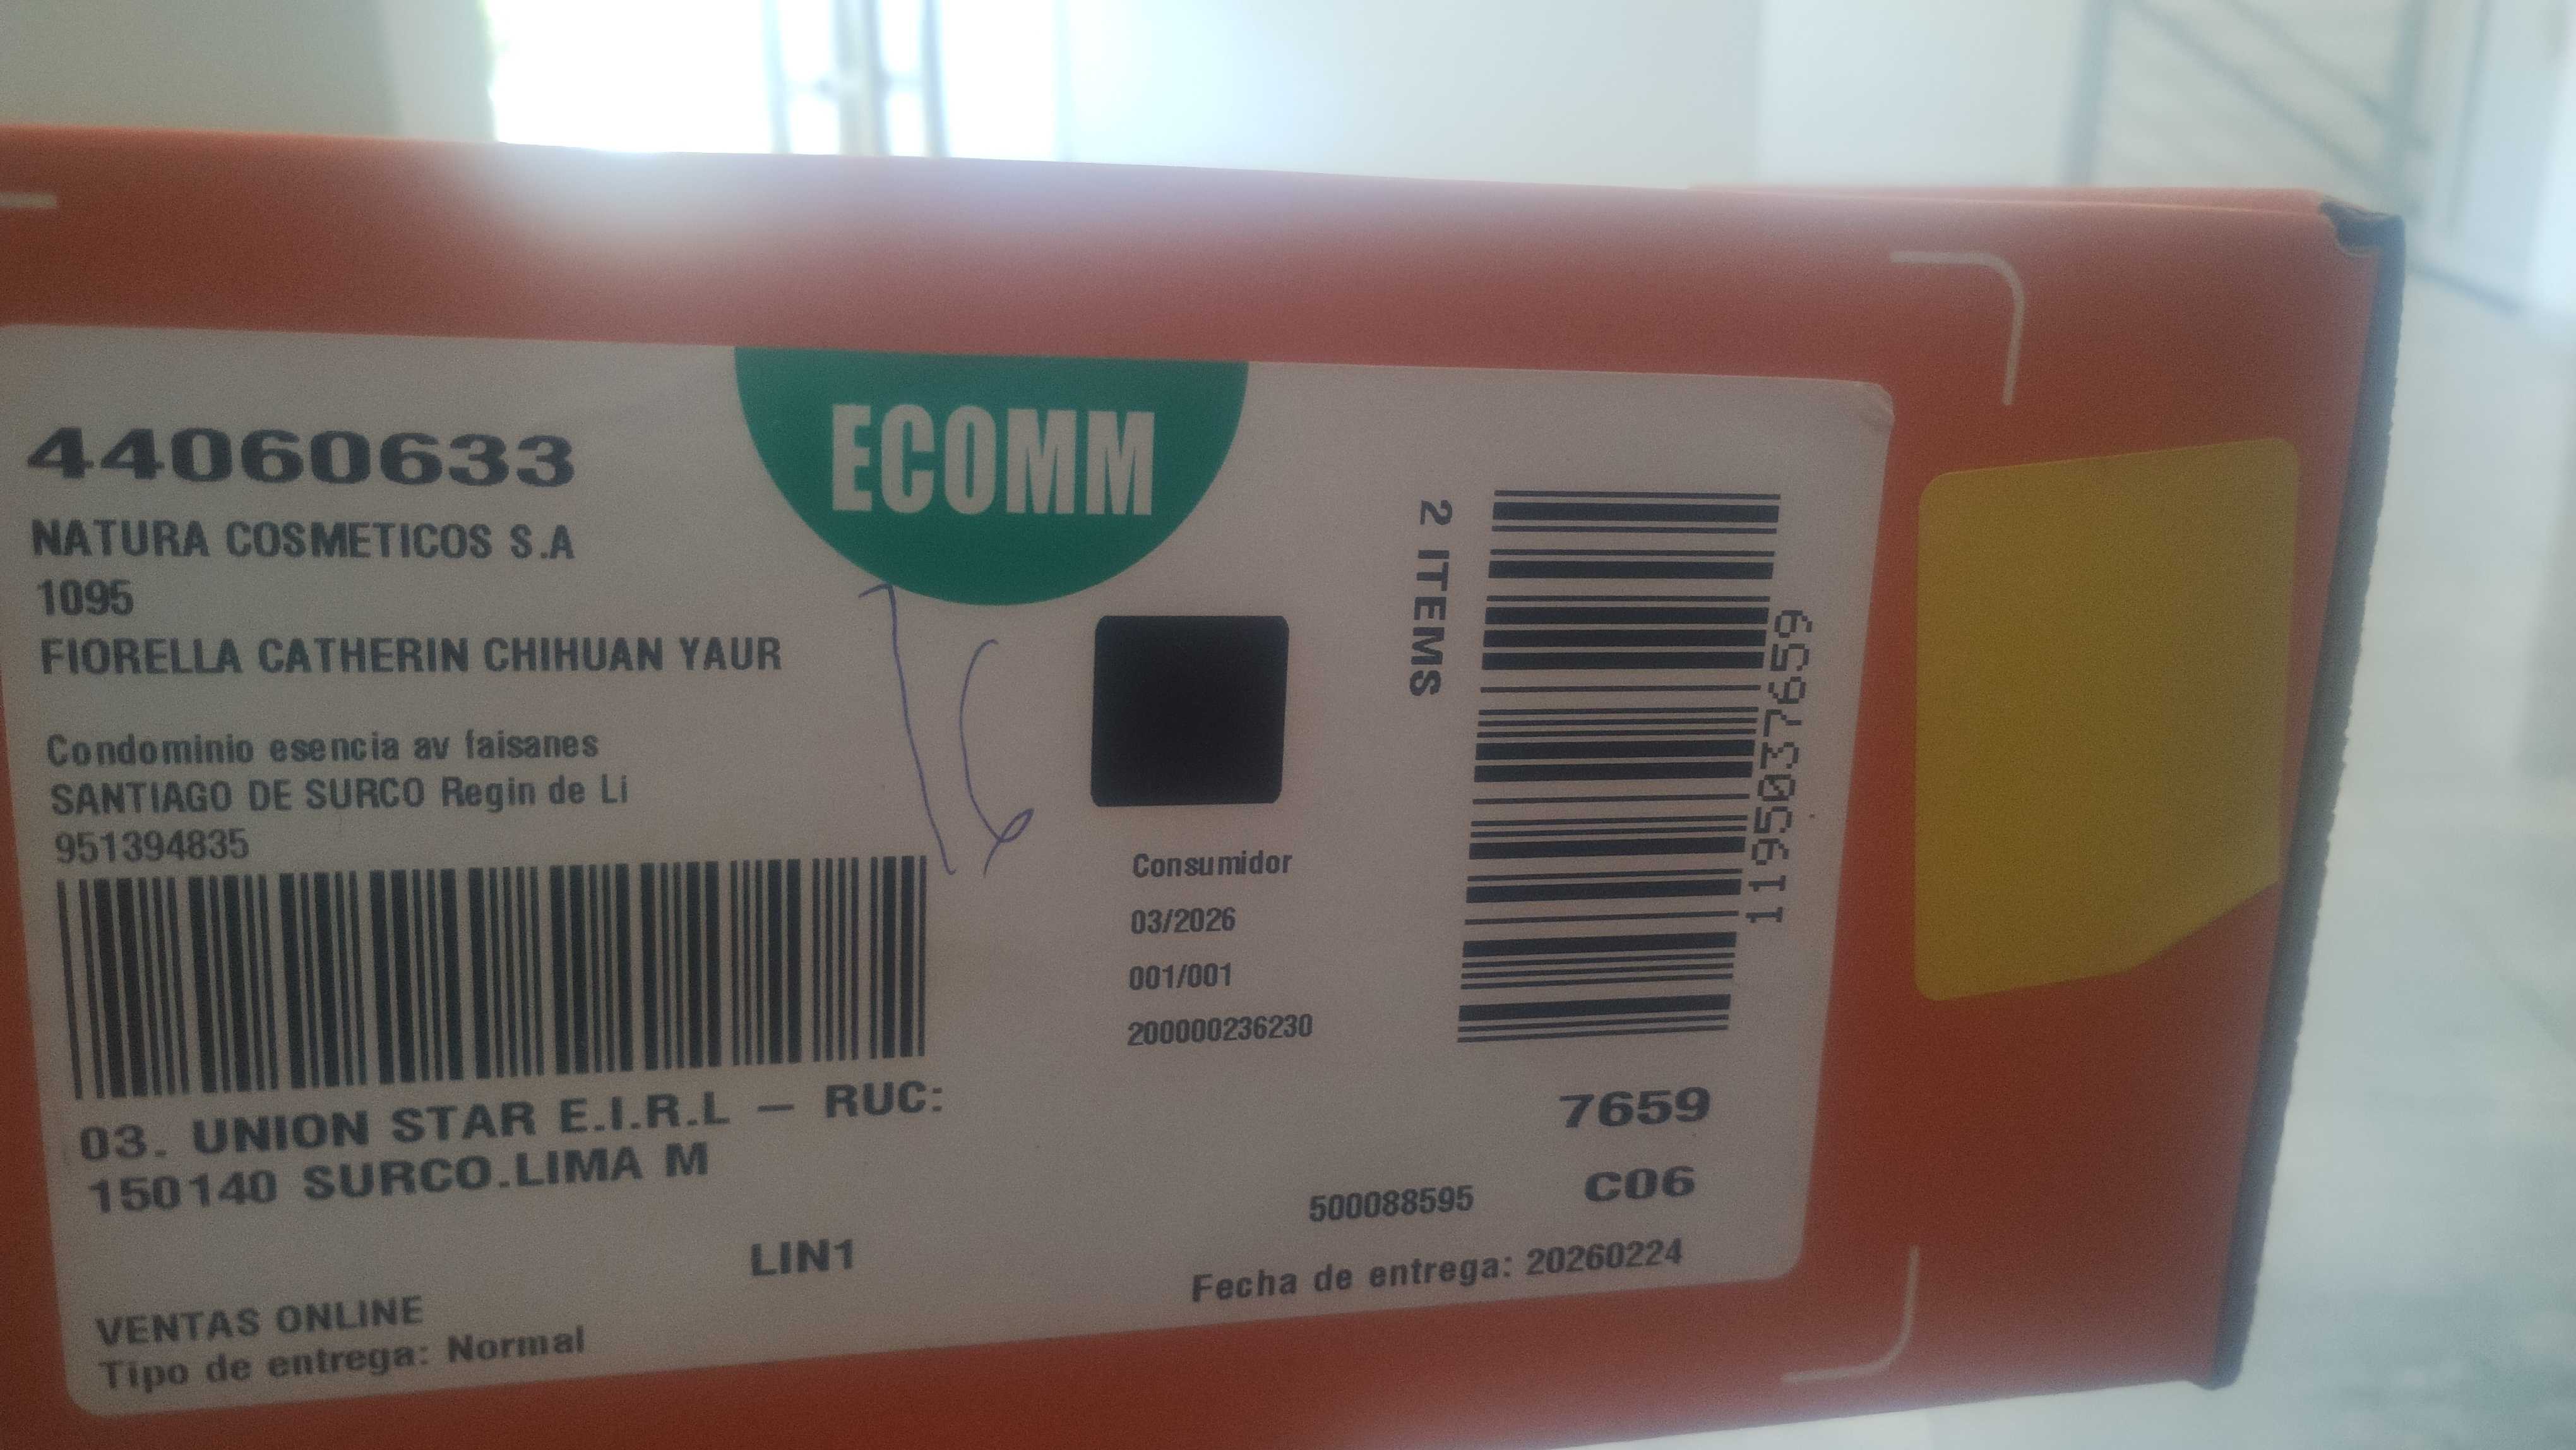 44060633
NATURA COSMETICOS S.A
1095
FIORELLA CATHERIN CHIHUAN YAUR
Condominio esencia av faisanes
SANTIAGO DE SURCO Regin de Li
951394835
03. UNION STAR E.I.R.L – RUC:
150140 SURCO.LIMA M
LIN1
VENTAS ONLINE
Tipo de entrega: Normal
ECOMM
16
Consumidor
03/2026
001/001
200000236230
2 ITEMS
1195037659
7659
500088595 C06
Fecha de entrega: 20260224